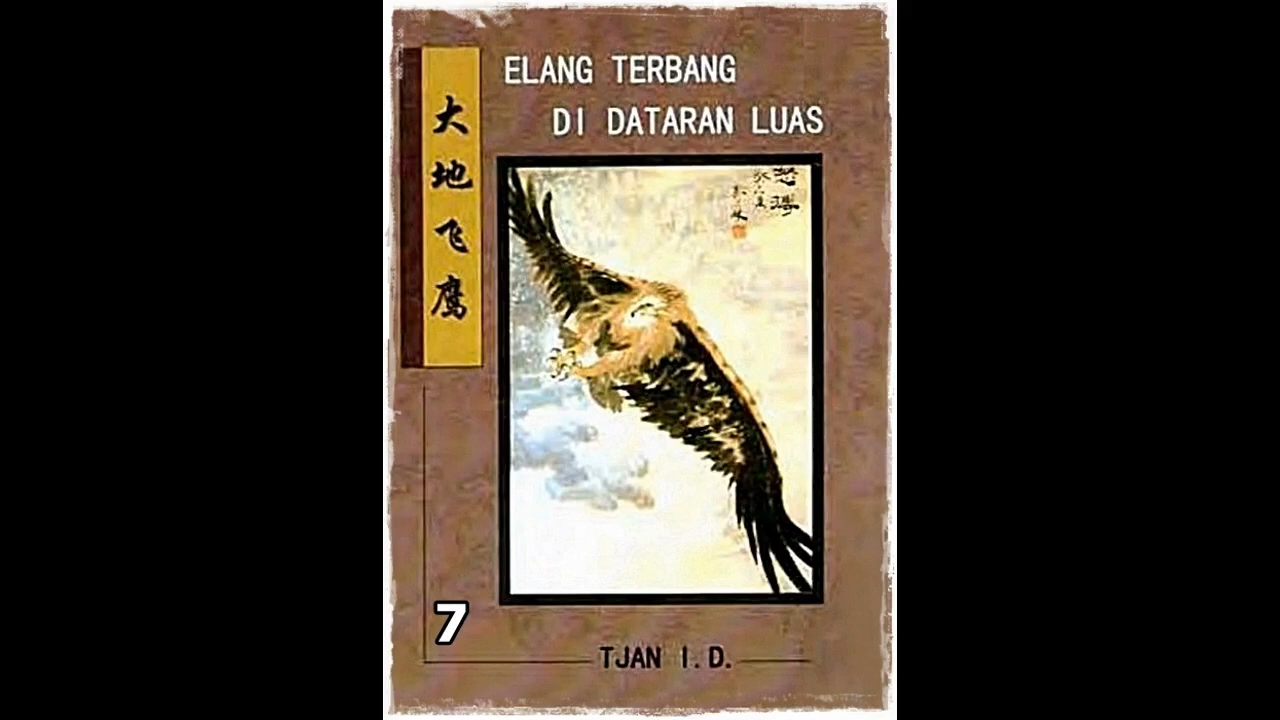 ELANG TERBANG
DI DATARAN LUAS
大地飞鹰
7
TJAN I.D.